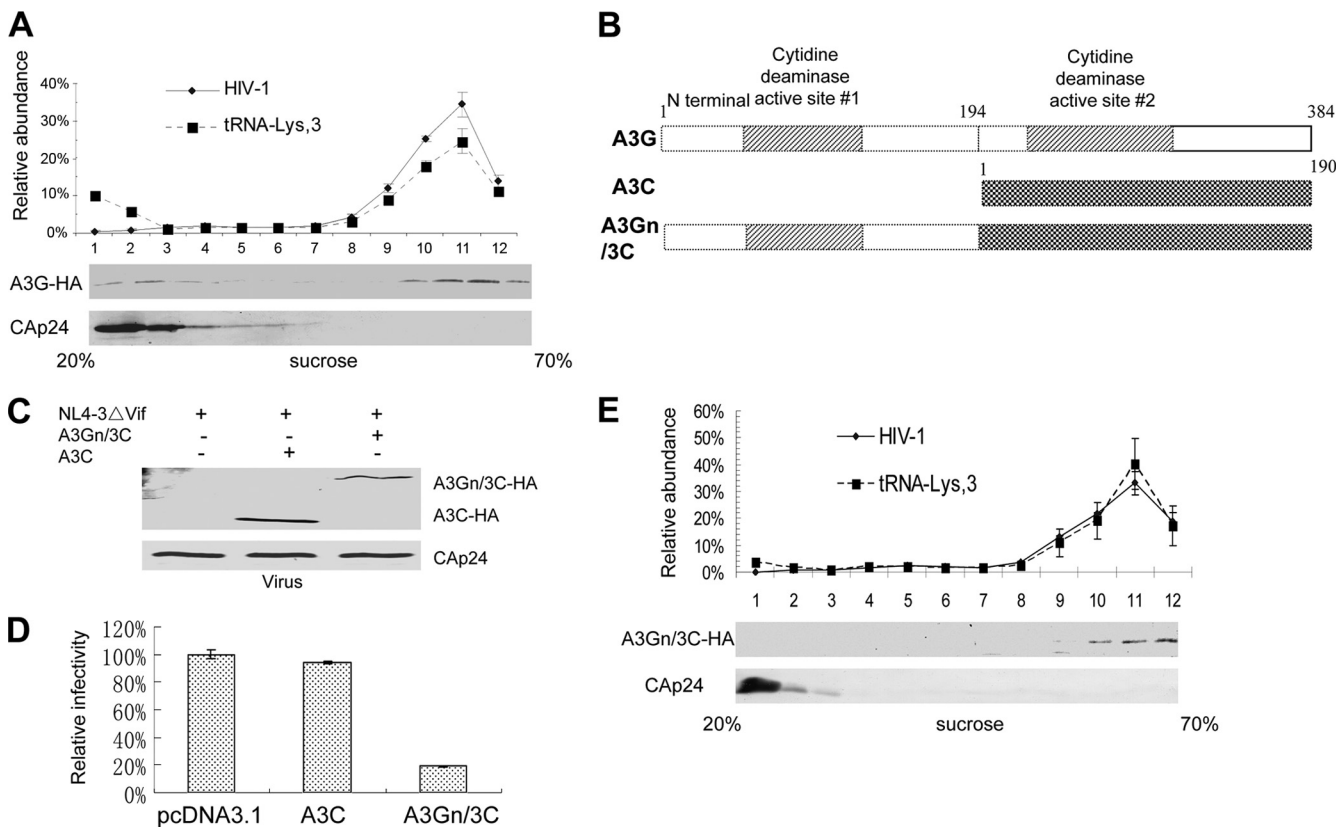 A
Relative abundance
40%
30%
20%
10%
0%
HIV-1
tRNA-Lys,3
1 2 3 4 5 6 7 8 9 10 11 12
A3G-HA
CAp24
20% sucrose 70%
B
Cytidine
deaminase
active site #1
Cytidine
deaminase
active site #2
1 N terminal 194 384
A3G
1 190
A3C
A3Gn
/3C
C
NL4-3△Vif + + +
A3Gn/3C - - +
A3C - + -
A3Gn/3C-HA
A3C-HA
CAp24
Virus
D
Relative infectivity
120%
100%
80%
60%
40%
20%
0%
pcDNA3.1 A3C A3Gn/3C
E
Relative abundance
60%
50%
40%
30%
20%
10%
0%
HIV-1
tRNA-Lys,3
1 2 3 4 5 6 7 8 9 10 11 12
A3Gn/3C-HA
CAp24
20% sucrose 70%